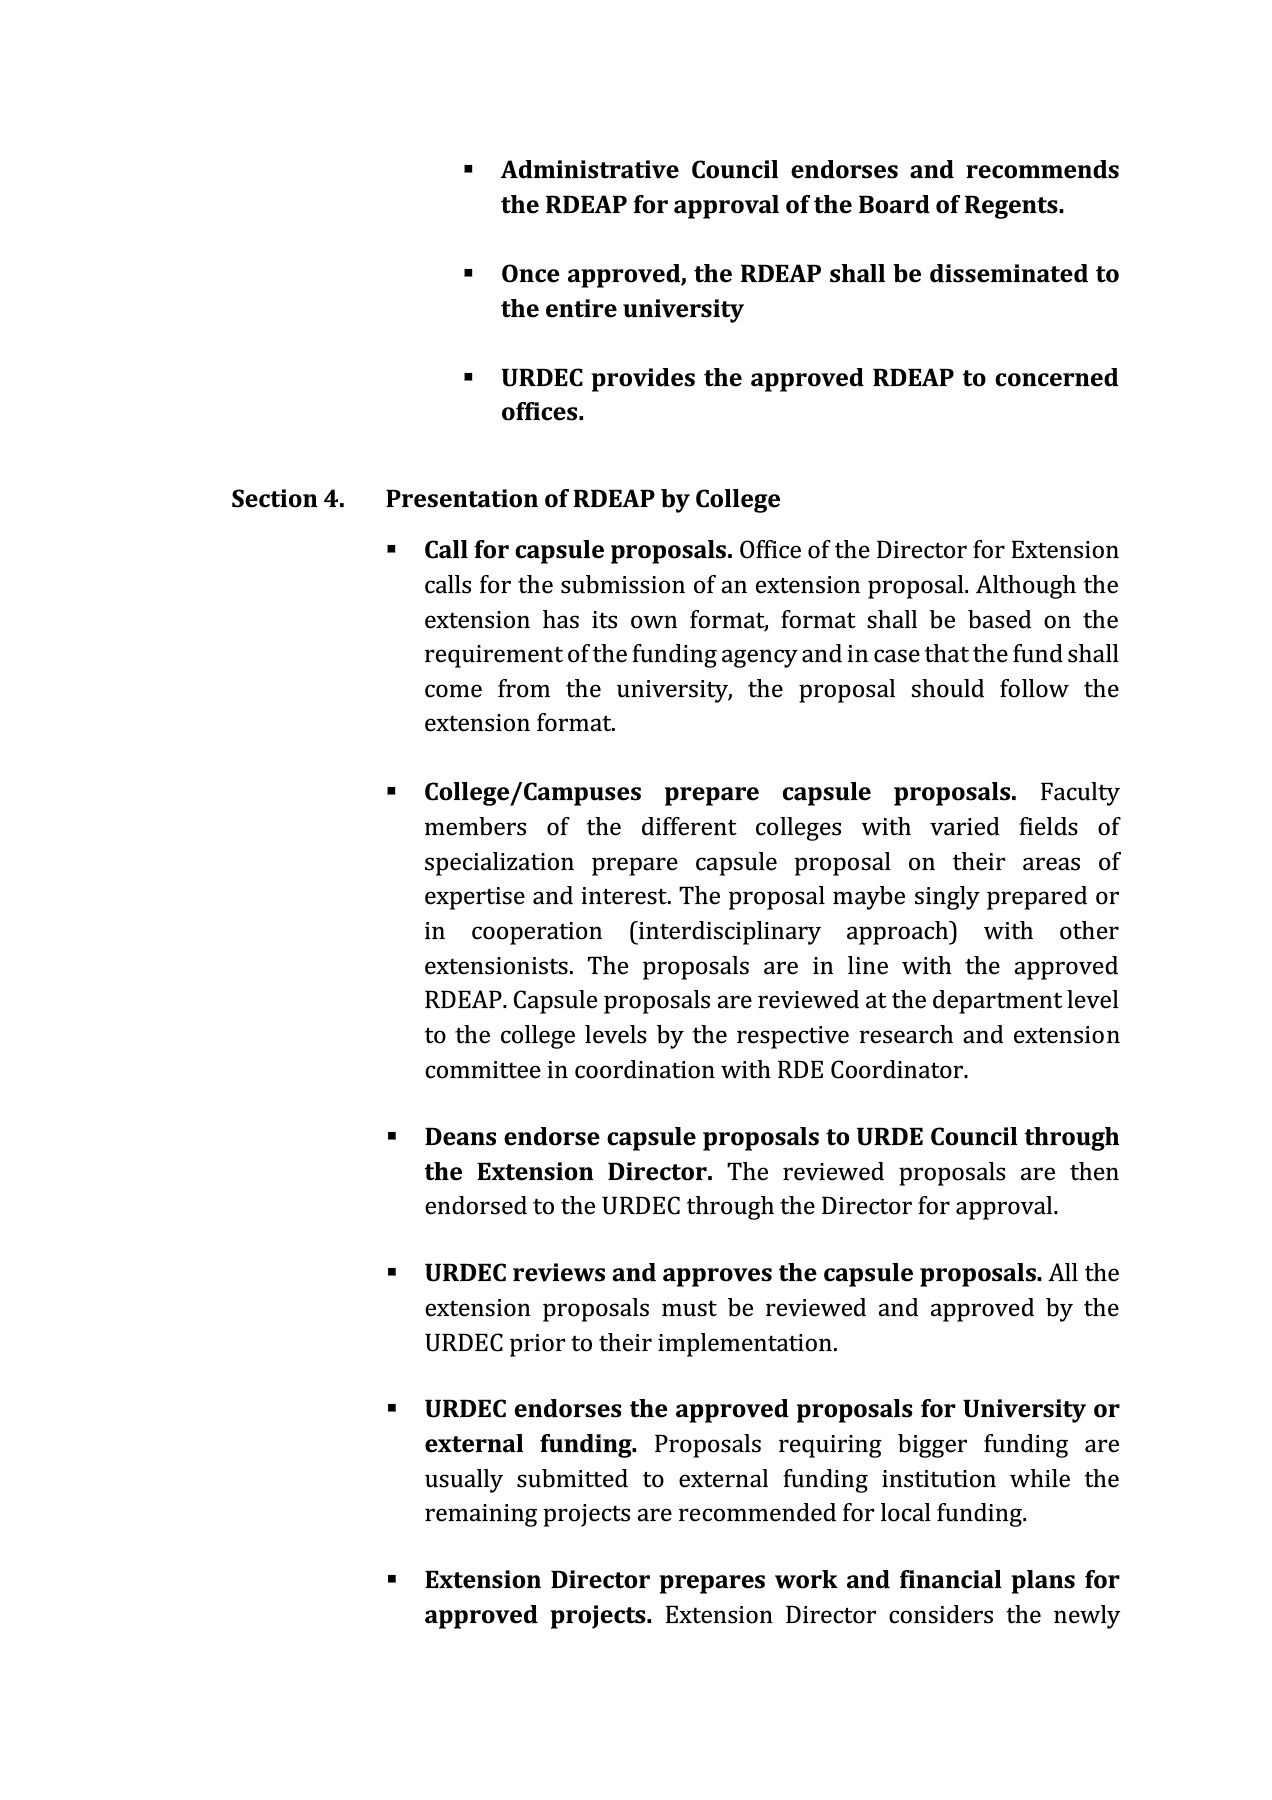 ▪ Administrative Council endorses and recommends
the RDEAP for approval of the Board of Regents.
▪ Once approved, the RDEAP shall be disseminated to
the entire university
▪ URDEC provides the approved RDEAP to concerned
offices.
Section 4. Presentation of RDEAP by College
▪ Call for capsule proposals. Office of the Director for Extension
calls for the submission of an extension proposal. Although the
extension has its own format, format shall be based on the
requirement of the funding agency and in case that the fund shall
come from the university, the proposal should follow the
extension format.
▪ College/Campuses prepare capsule proposals. Faculty
members of the different colleges with varied fields of
specialization prepare capsule proposal on their areas of
expertise and interest. The proposal maybe singly prepared or
in cooperation (interdisciplinary approach) with other
extensionists. The proposals are in line with the approved
RDEAP. Capsule proposals are reviewed at the department level
to the college levels by the respective research and extension
committee in coordination with RDE Coordinator.
▪ Deans endorse capsule proposals to URDE Council through
the Extension Director. The reviewed proposals are then
endorsed to the URDEC through the Director for approval.
▪ URDEC reviews and approves the capsule proposals. All the
extension proposals must be reviewed and approved by the
URDEC prior to their implementation.
▪ URDEC endorses the approved proposals for University or
external funding. Proposals requiring bigger funding are
usually submitted to external funding institution while the
remaining projects are recommended for local funding.
▪ Extension Director prepares work and financial plans for
approved projects. Extension Director considers the newly